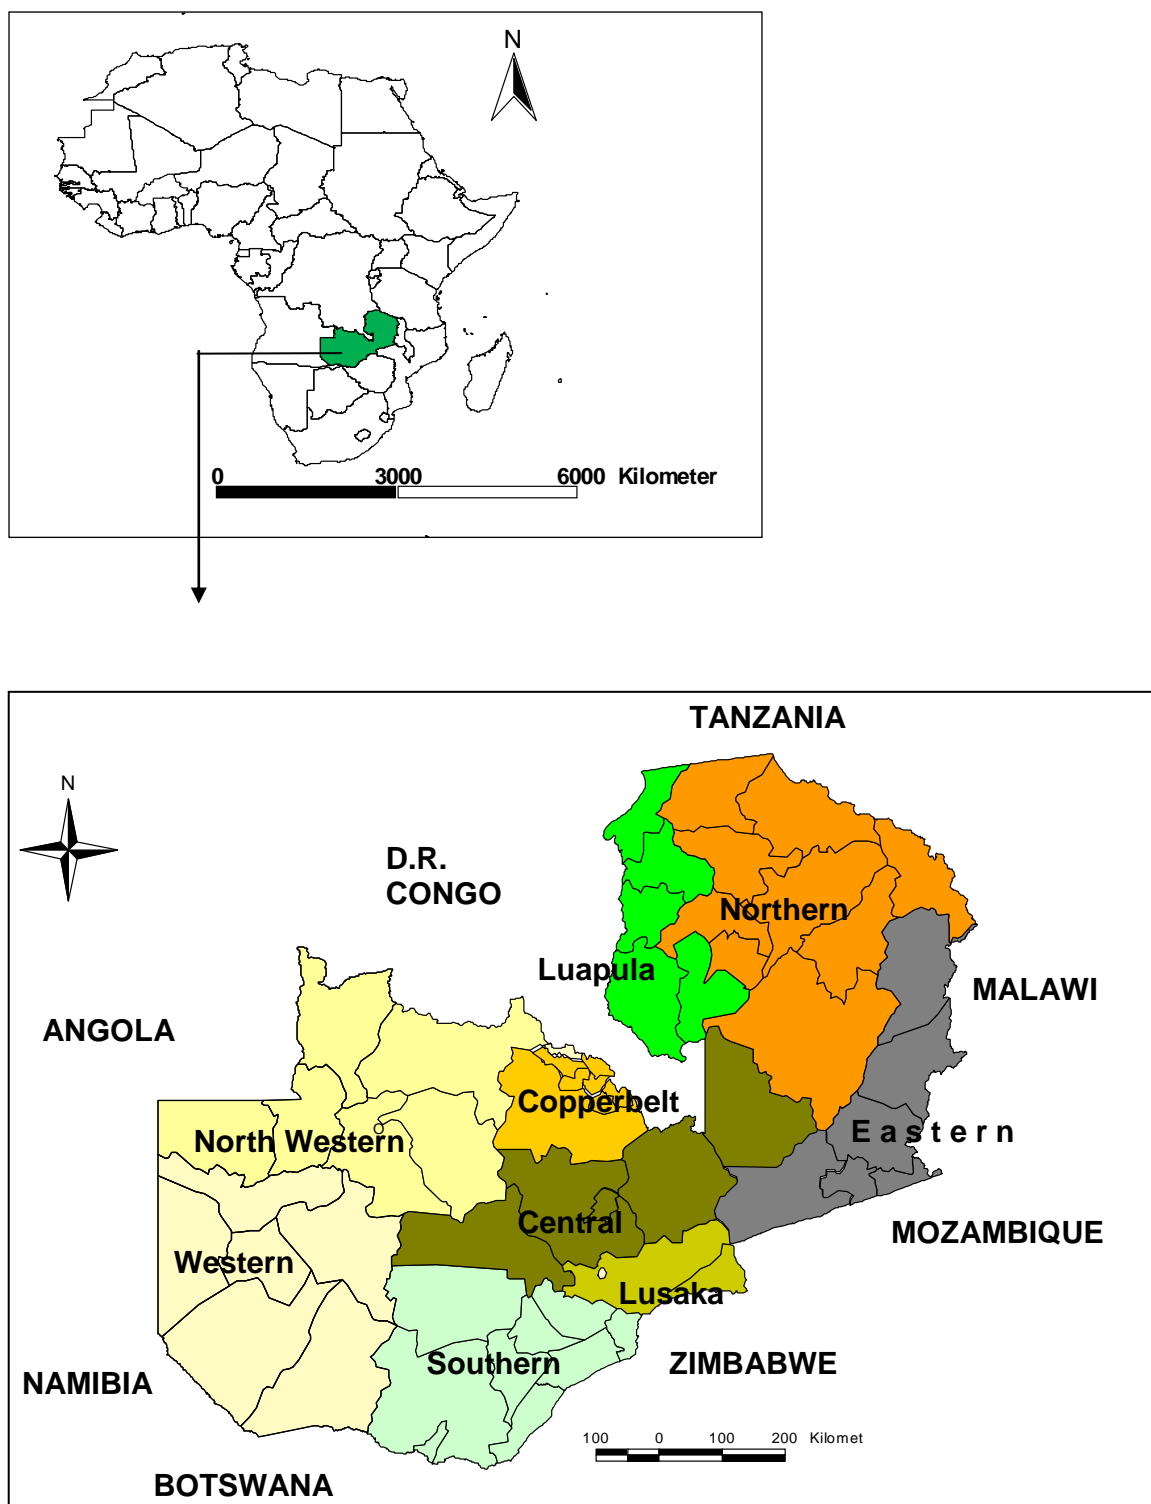 N
0 3000 6000 Kilometer
TANZANIA
N
D.R.
CONGO
Northern
Luapula
MALAWI
ANGOLA
Copperbelt
North Western
Eastern
Central
MOZAMBIQUE
Western
Lusaka
Southern
ZIMBABWE
NAMIBIA
100 0 100 200 Kilomet
BOTSWANA